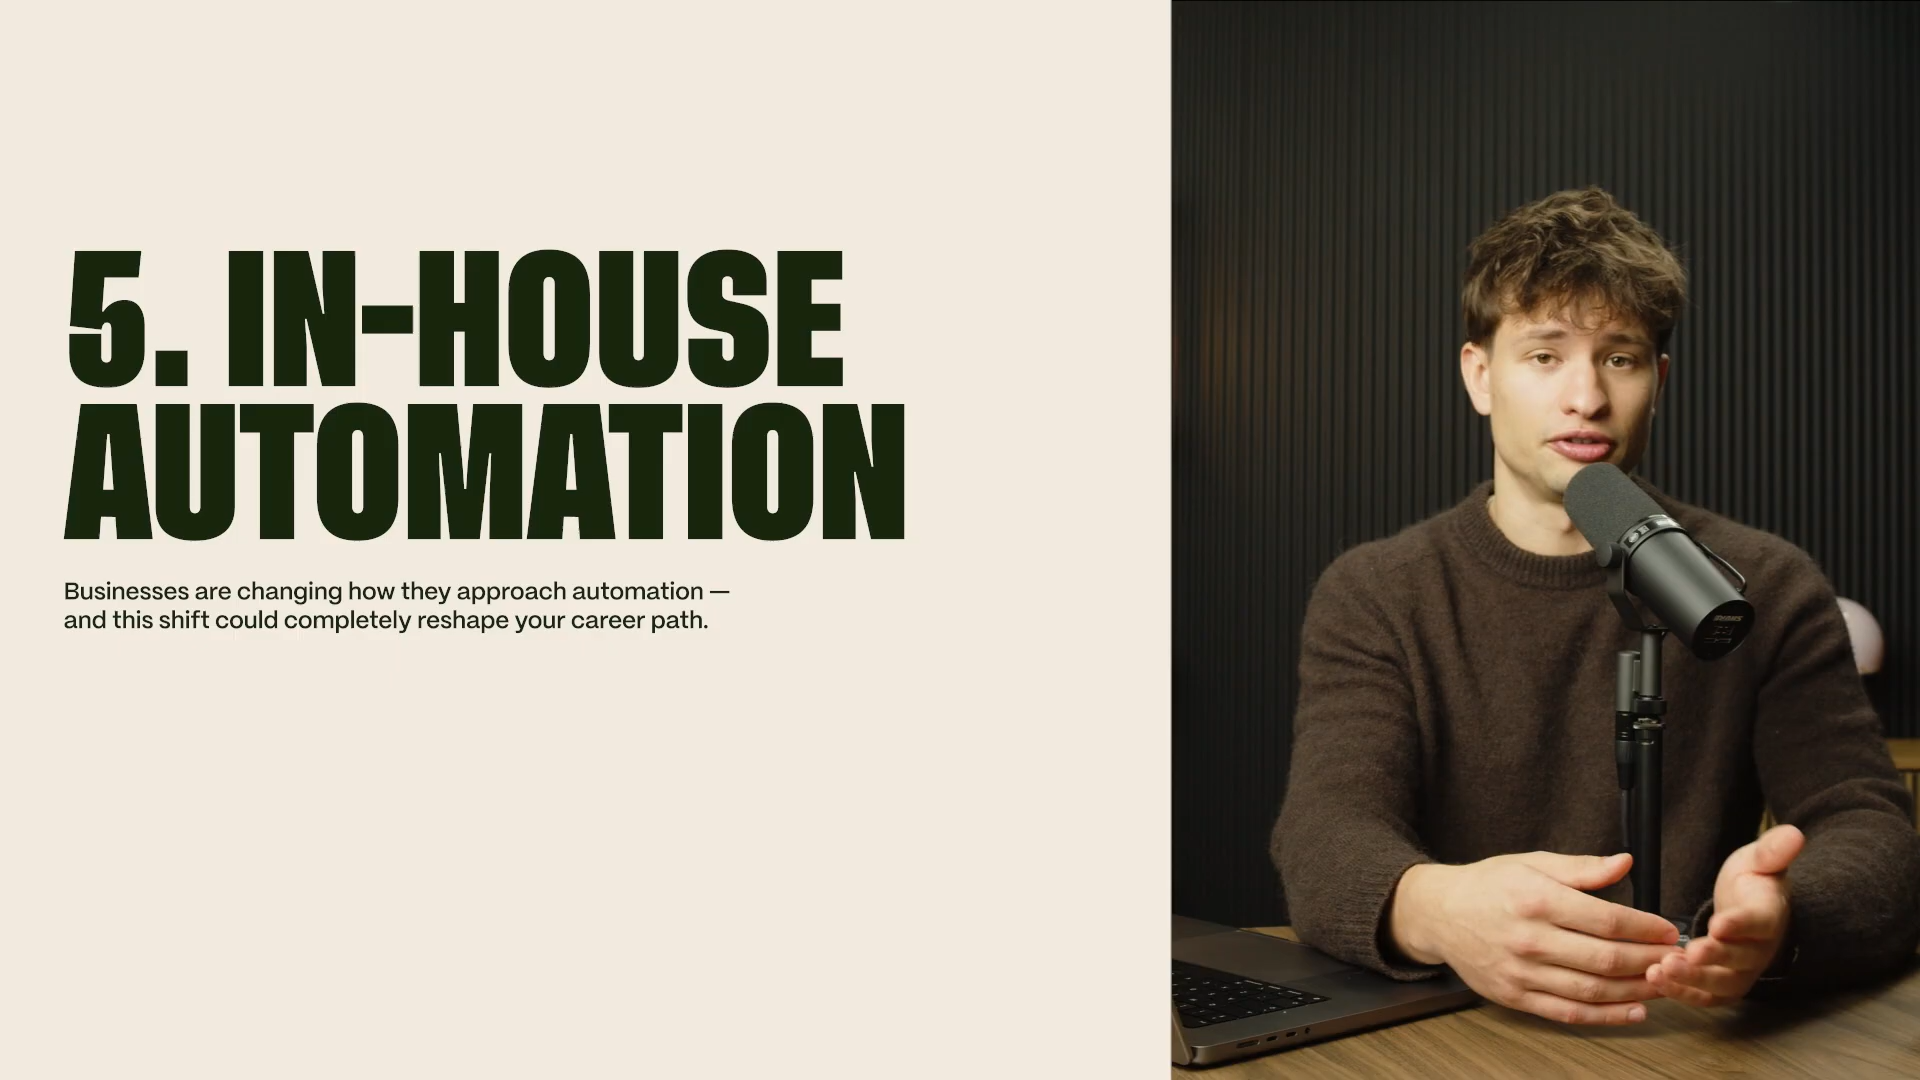 5. IN-HOUSE
AUTOMATION
Businesses are changing how they approach automation —
and this shift could completely reshape your career path.